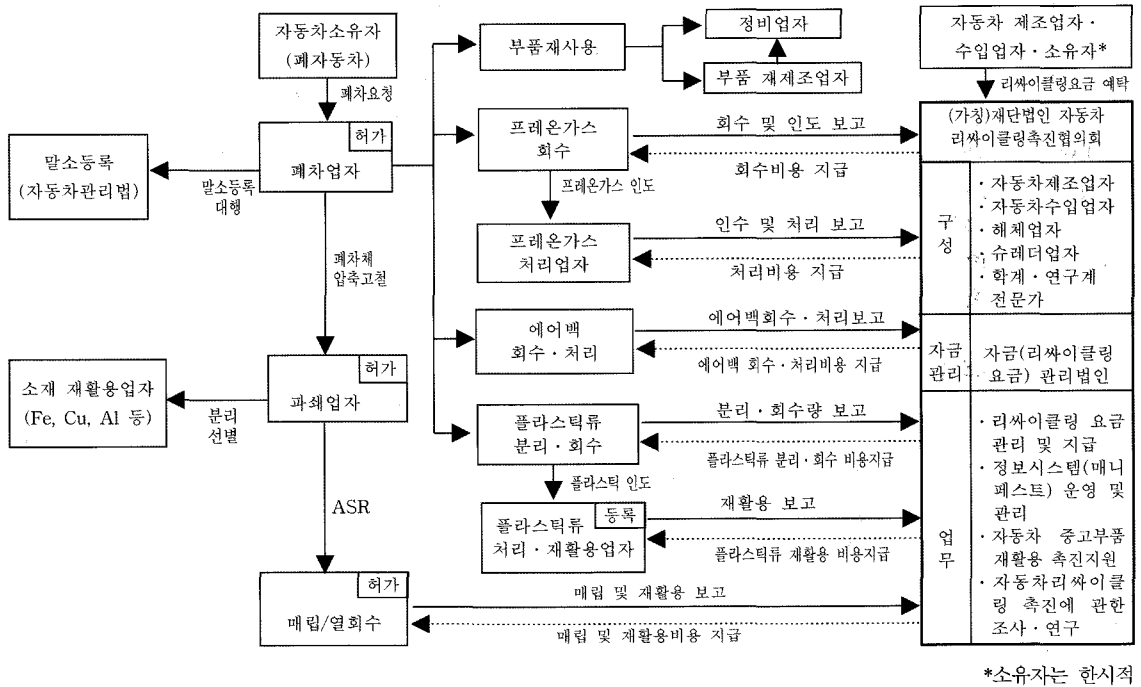 자동차소유자
(폐자동차)
폐차요청
허가
폐차업자
말소등록
(자동차관리법)
말소등록
대행
폐차체
압축고철
소재 재활용업자
(Fe, Cu, Al 등)
분리
선별
허가
파쇄업자
ASR
허가
매립/열회수
부품재사용
정비업자
부품 재제조업자
프레온가스
회수
프레온가스 인도
프레온가스
처리업자
에어백
회수·처리
플라스틱류
분리·회수
플라스틱 인도
등록
플라스틱류
처리·재활용업자
회수 및 인도 보고
회수비용 지급
인수 및 처리 보고
처리비용 지급
에어백회수·처리보고
에어백 회수·처리비용 지급
분리·회수량 보고
플라스틱류 분리·회수 비용지급
재활용 보고
플라스틱류 재활용 비용지급
매립 및 재활용 보고
매립 및 재활용비용 지급
자동차 제조업자·
수입업자·소유자*
리싸이클링요금 예탁
(가칭)재단법인 자동차
리싸이클링촉진협의회
구
성
·자동차제조업자
·자동차수입업자
·해체업자
·슈레더업자
·학계·연구계
전문가
자금
관리
자금(리싸이클링
요금) 관리법인
업
무
·리싸이클링 요금
관리 및 지급
·정보시스템(매니
페스트) 운영 및
관리
·자동차 중고부품
재활용 촉진지원
·자동차리싸이클
링 촉진에 관한
조사·연구
*소유자는 한시적